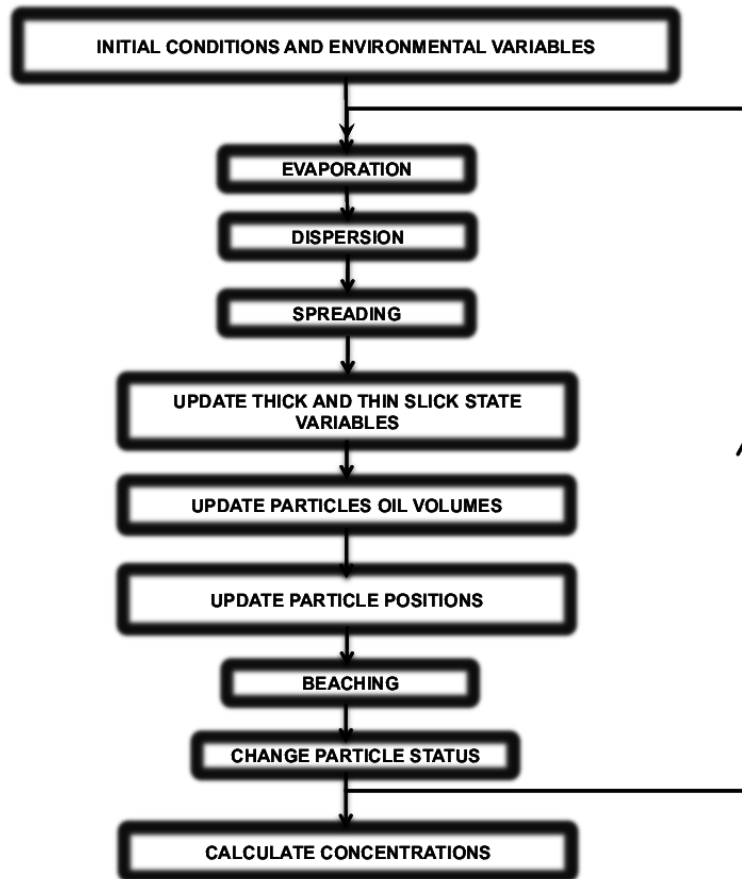 INITIAL CONDITIONS AND ENVIRONMENTAL VARIABLES
EVAPORATION
DISPERSION
SPREADING
UPDATE THICK AND THIN SLICK STATE
VARIABLES
UPDATE PARTICLES OIL VOLUMES
UPDATE PARTICLE POSITIONS
BEACHING
CHANGE PARTICLE STATUS
CALCULATE CONCENTRATIONS